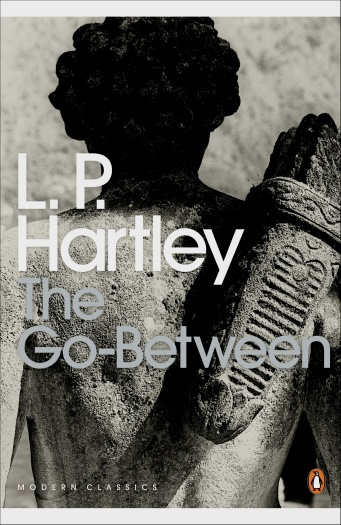 L. P.
Hartley
The
Go-Between
MODERN CLASSICS